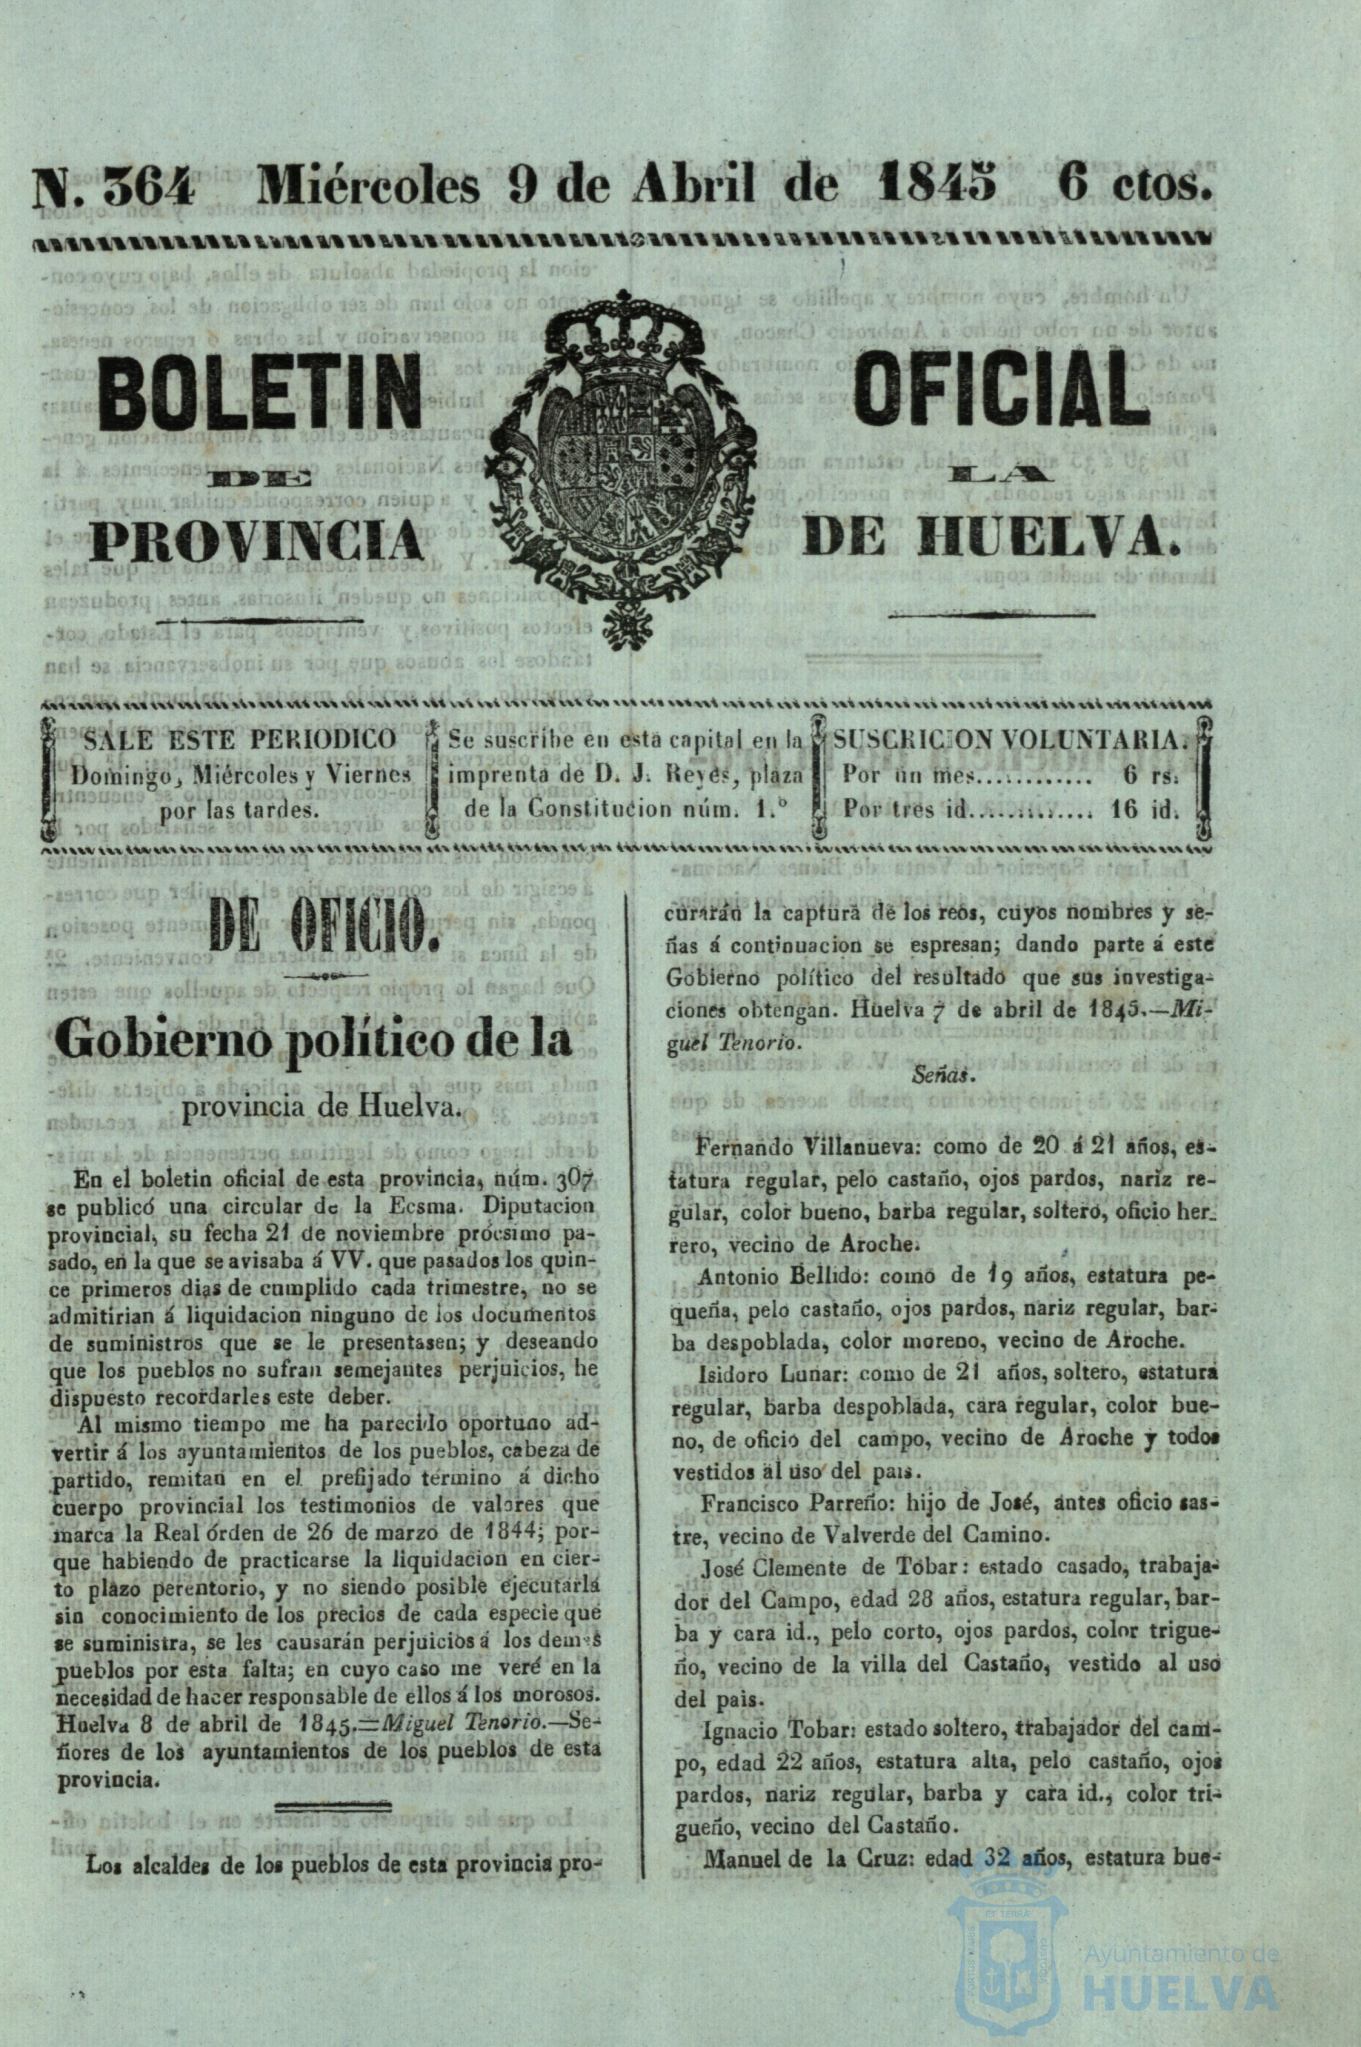 N. 364 Miércoles 9 de Abril de 1845 6 ctos.
BOLETIN OFICIAL
DE LA
PROVINCIA DE HUELVA.
SALE ESTE PERIODICO
Domingo, Miércoles y Viernes
por las tardes.
Se suscribe en esta capital en la
imprenta de D. J. Reyes, plaza
de la Constitucion núm. 1.º
SUSCRICION VOLUNTARIA.
Por un mes............ 6 rs.
Por tres id............. 16 id.
DE OFICIO.
Gobierno político de la
provincia de Huelva.
En el boletin oficial de esta provincia, núm. 307
se publicó una circular de la Ecsma. Diputacion
provincial, su fecha 21 de noviembre prócsimo pa-
sado, en la que se avisaba á VV. que pasados los quin-
ce primeros dias de cumplido cada trimestre, no se
admitirian á liquidacion ninguno de los documentos
de suministros que se le presentasen; y deseando
que los pueblos no sufran semejantes perjuicios, he
dispuesto recordarles este deber.
Al mismo tiempo me ha parecido oportuno ad-
vertir á los ayuntamientos de los pueblos, cabeza de
partido, remitan en el prefijado término á dicho
cuerpo provincial los testimonios de valores que
marca la Real órden de 26 de marzo de 1844; por-
que habiendo de practicarse la liquidacion en cier-
to plazo perentorio, y no siendo posible ejecutarla
sin conocimiento de los precios de cada especie que
se suministra, se les causarán perjuicios á los demas
pueblos por esta falta; en cuyo caso me veré en la
necesidad de hacer responsable de ellos á los morosos.
Huelva 8 de abril de 1845.=Miguel Tenorio.—Se-
ñores de los ayuntamientos de los pueblos de esta
provincia.
Los alcaldes de los pueblos de esta provincia pro-
curarán la captura de los reos, cuyos nombres y se-
ñas á continuacion se espresan; dando parte á este
Gobierno político del resultado que sus investiga-
ciones obtengan. Huelva 7 de abril de 1845.—Mi-
guel Tenorio.
Señas.
Fernando Villanueva: como de 20 á 21 años, es-
tatura regular, pelo castaño, ojos pardos, nariz re-
gular, color bueno, barba regular, soltero, oficio her-
rero, vecino de Aroche.
Antonio Bellido: como de 19 años, estatura pe-
queña, pelo castaño, ojos pardos, nariz regular, bar-
ba despoblada, color moreno, vecino de Aroche.
Isidoro Lunar: como de 21 años, soltero, estatura
regular, barba despoblada, cara regular, color bue-
no, de oficio del campo, vecino de Aroche y todos
vestidos al uso del pais.
Francisco Parreño: hijo de José, antes oficio sas-
tre, vecino de Valverde del Camino.
José Clemente de Tobar: estado casado, trabaja-
dor del Campo, edad 28 años, estatura regular, bar-
ba y cara id., pelo corto, ojos pardos, color trigue-
ño, vecino de la villa del Castaño, vestido al uso
del pais.
Ignacio Tobar: estado soltero, trabajador del cam-
po, edad 22 años, estatura alta, pelo castaño, ojos
pardos, nariz regular, barba y cara id., color tri-
gueño, vecino del Castaño.
Manuel de la Cruz: edad 32 años, estatura bue-
Ayuntamiento de
HUELVA